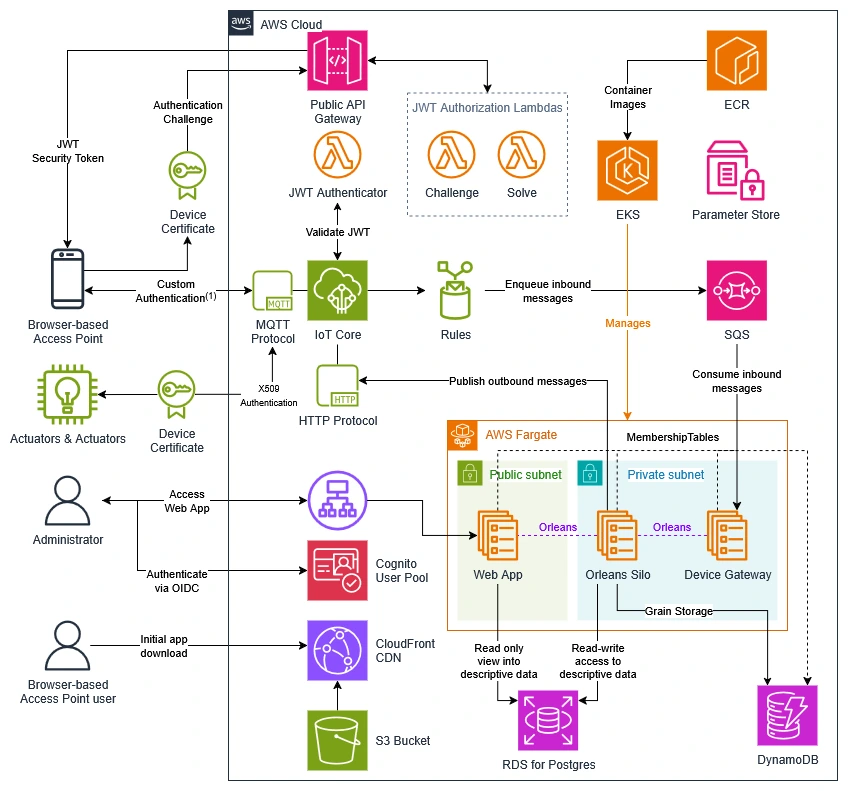 aws
AWS Cloud
Public API
Gateway
JWT Authorization Lambdas
Challenge
Solve
Container
Images
ECR
Authentication
Challenge
JWT
Security Token
JWT Authenticator
EKS
Parameter Store
Device
Certificate
Validate JWT
Custom
Authentication(1)
Browser-based
Access Point
MQTT
MQTT
Protocol
IoT Core
Rules
Enqueue inbound
messages
SQS
Manages
X509
Authentication
Actuators & Actuators
Device
Certificate
HTTP
HTTP Protocol
Publish outbound messages
Consume inbound
messages
AWS Fargate
MembershipTables
Public subnet
Private subnet
Orleans
Orleans
Web App
Orleans Silo
Device Gateway
Administrator
Access
Web App
Authenticate
via OIDC
Cognito
User Pool
Grain Storage
Browser-based
Access Point user
Initial app
download
CloudFront
CDN
Read only
view into
descriptive data
Read-write
access to
descriptive data
S3 Bucket
RDS for Postgres
DynamoDB